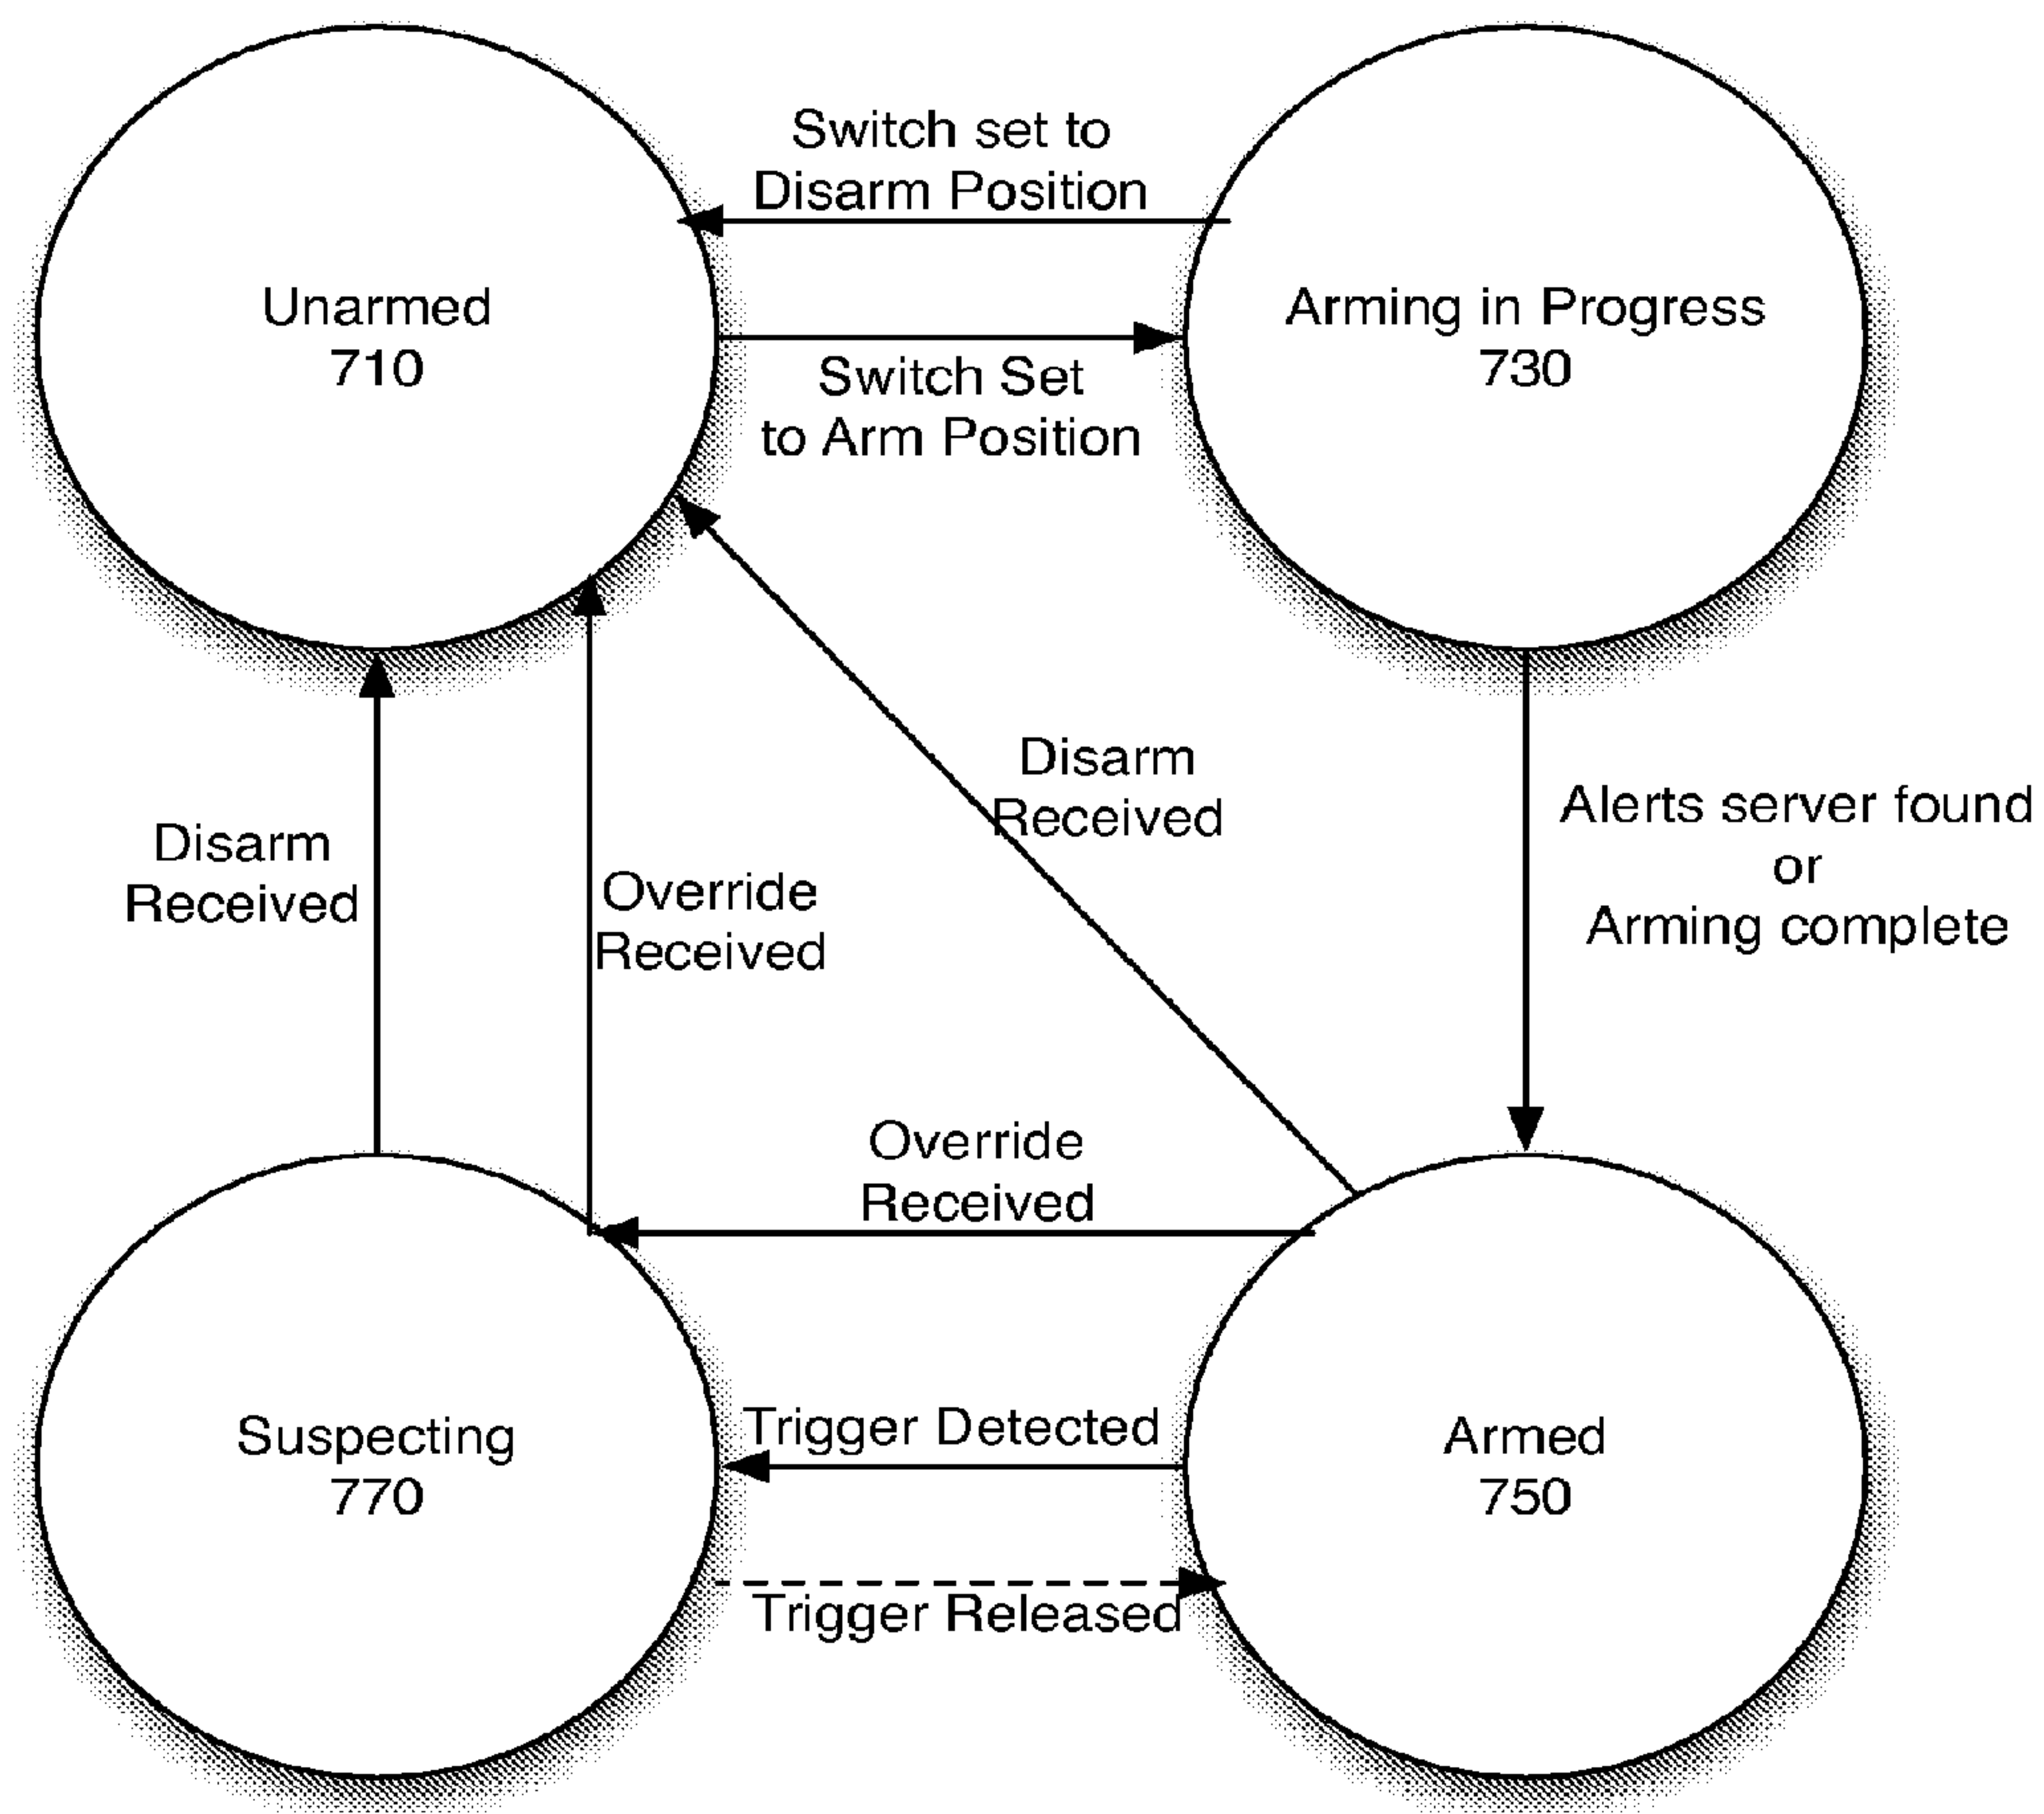 Switch set to
Disarm Position
Unarmed
710
Arming in Progress
730
Switch Set
to Arm Position
Disarm
Received
Alerts server found
or
Arming complete
Disarm
Received
Override
Received
Override
Received
Trigger Detected
Suspecting
770
Armed
750
Trigger Released